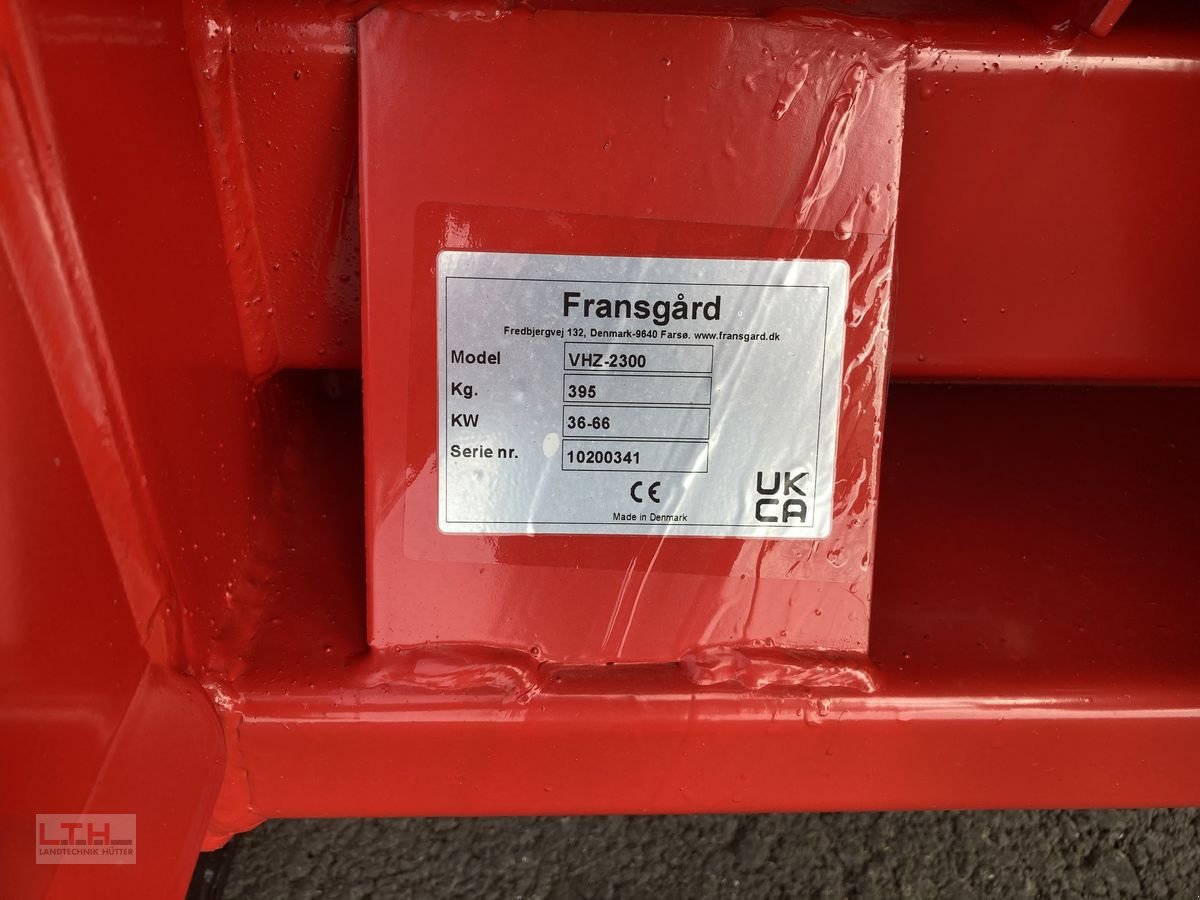 Fransgård
Fredbjergvej 132, Denmark-9640 Farsø. www.fransgard.dk
Model VHZ-2300
Kg. 395
KW 36-66
Serie nr. 10200341
CE
Made in Denmark
UK
CA
L.T.H.
LANDTECHNIK HÜTTER